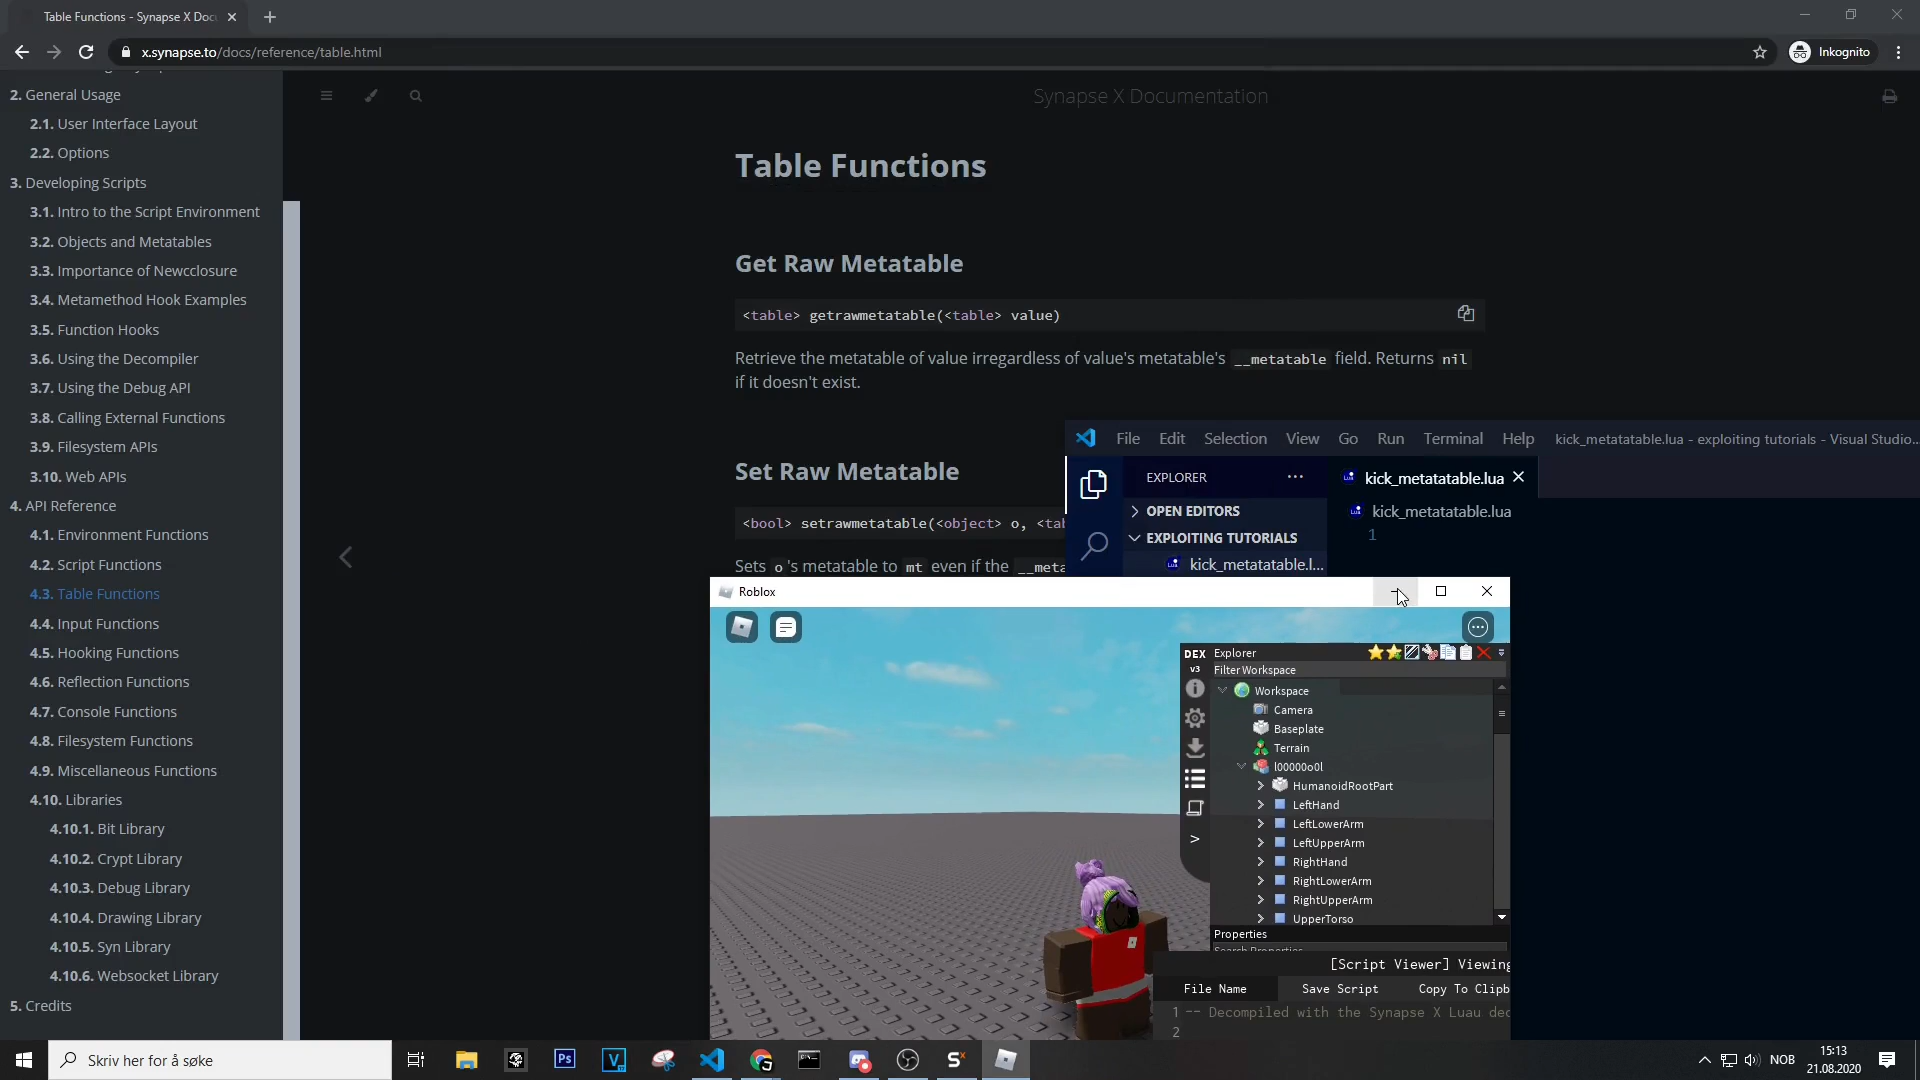 Table Functions - Synapse X Doc
x.synapse.to/docs/reference/table.html
Inkognito
2. General Usage
2.1. User Interface Layout
2.2. Options
3. Developing Scripts
3.1. Intro to the Script Environment
3.2. Objects and Metatables
3.3. Importance of Newcclosure
3.4. Metamethod Hook Examples
3.5. Function Hooks
3.6. Using the Decompiler
3.7. Using the Debug API
3.8. Calling External Functions
3.9. Filesystem APIs
3.10. Web APIs
4. API Reference
4.1. Environment Functions
4.2. Script Functions
4.3. Table Functions
4.4. Input Functions
4.5. Hooking Functions
4.6. Reflection Functions
4.7. Console Functions
4.8. Filesystem Functions
4.9. Miscellaneous Functions
4.10. Libraries
4.10.1. Bit Library
4.10.2. Crypt Library
4.10.3. Debug Library
4.10.4. Drawing Library
4.10.5. Syn Library
4.10.6. Websocket Library
5. Credits
Synapse X Documentation
Table Functions
Get Raw Metatable
<table> getrawmetatable(<table> value)
Retrieve the metatable of value irregardless of value's metatable's __metatable field. Returns nil
if it doesn't exist.
Set Raw Metatable
<bool> setrawmetatable(<object> o, <tab
Sets o 's metatable to mt even if the __meta
File Edit Selection View Go Run Terminal Help kick_metatatable.lua - exploiting tutorials - Visual Studio...
EXPLORER ... kick_metatatable.lua
OPEN EDITORS
kick_metatatable.lua
EXPLOITING TUTORIALS
1
kick_metatatable.l...
Roblox
DEX Explorer
v3 Filter Workspace
Workspace
Camera
Baseplate
Terrain
l00000o0l
HumanoidRootPart
LeftHand
LeftLowerArm
LeftUpperArm
RightHand
RightLowerArm
RightUpperArm
UpperTorso
Properties
Search Properties
[Script Viewer] Viewing
File Name Save Script Copy To Clipb
1 -- Decompiled with the Synapse X Luau dec
2
Skriv her for å søke
NOB
15:13
21.08.2020